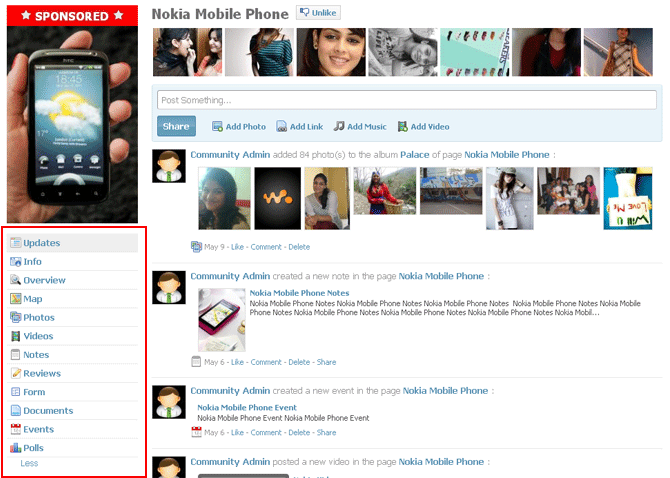 ★ SPONSORED ★
hTC
18:45
17°
Updates
Info
Overview
Map
Photos
Videos
Notes
Reviews
Form
Documents
Events
Polls
Less
Nokia Mobile Phone
Unlike
Post Something...
Share
Add Photo
Add Link
Add Music
Add Video
Community Admin added 84 photo(s) to the album Palace of page Nokia Mobile Phone :
LOVE ME
May 9 - Like - Comment - Delete
Community Admin created a new note in the page Nokia Mobile Phone :
Nokia Mobile Phone Notes
Nokia Mobile Phone Notes Nokia Mobile Phone Notes Nokia Mobile Phone Notes Nokia Mobile Phone Notes Nokia Mobile
Phone Notes Nokia Mobile Phone Notes Nokia Mobile Phone Notes Nokia Mobile Phone Notes Nokia Mobil...
May 6 - Like - Comment - Delete - Share
Community Admin created a new event in the page Nokia Mobile Phone :
Nokia Mobile Phone Event
Nokia Mobile Phone Event Nokia Mobile Phone Event
May 6 - Like - Comment - Delete - Share
Community Admin posted a new video in the page Nokia Mobile Phone :